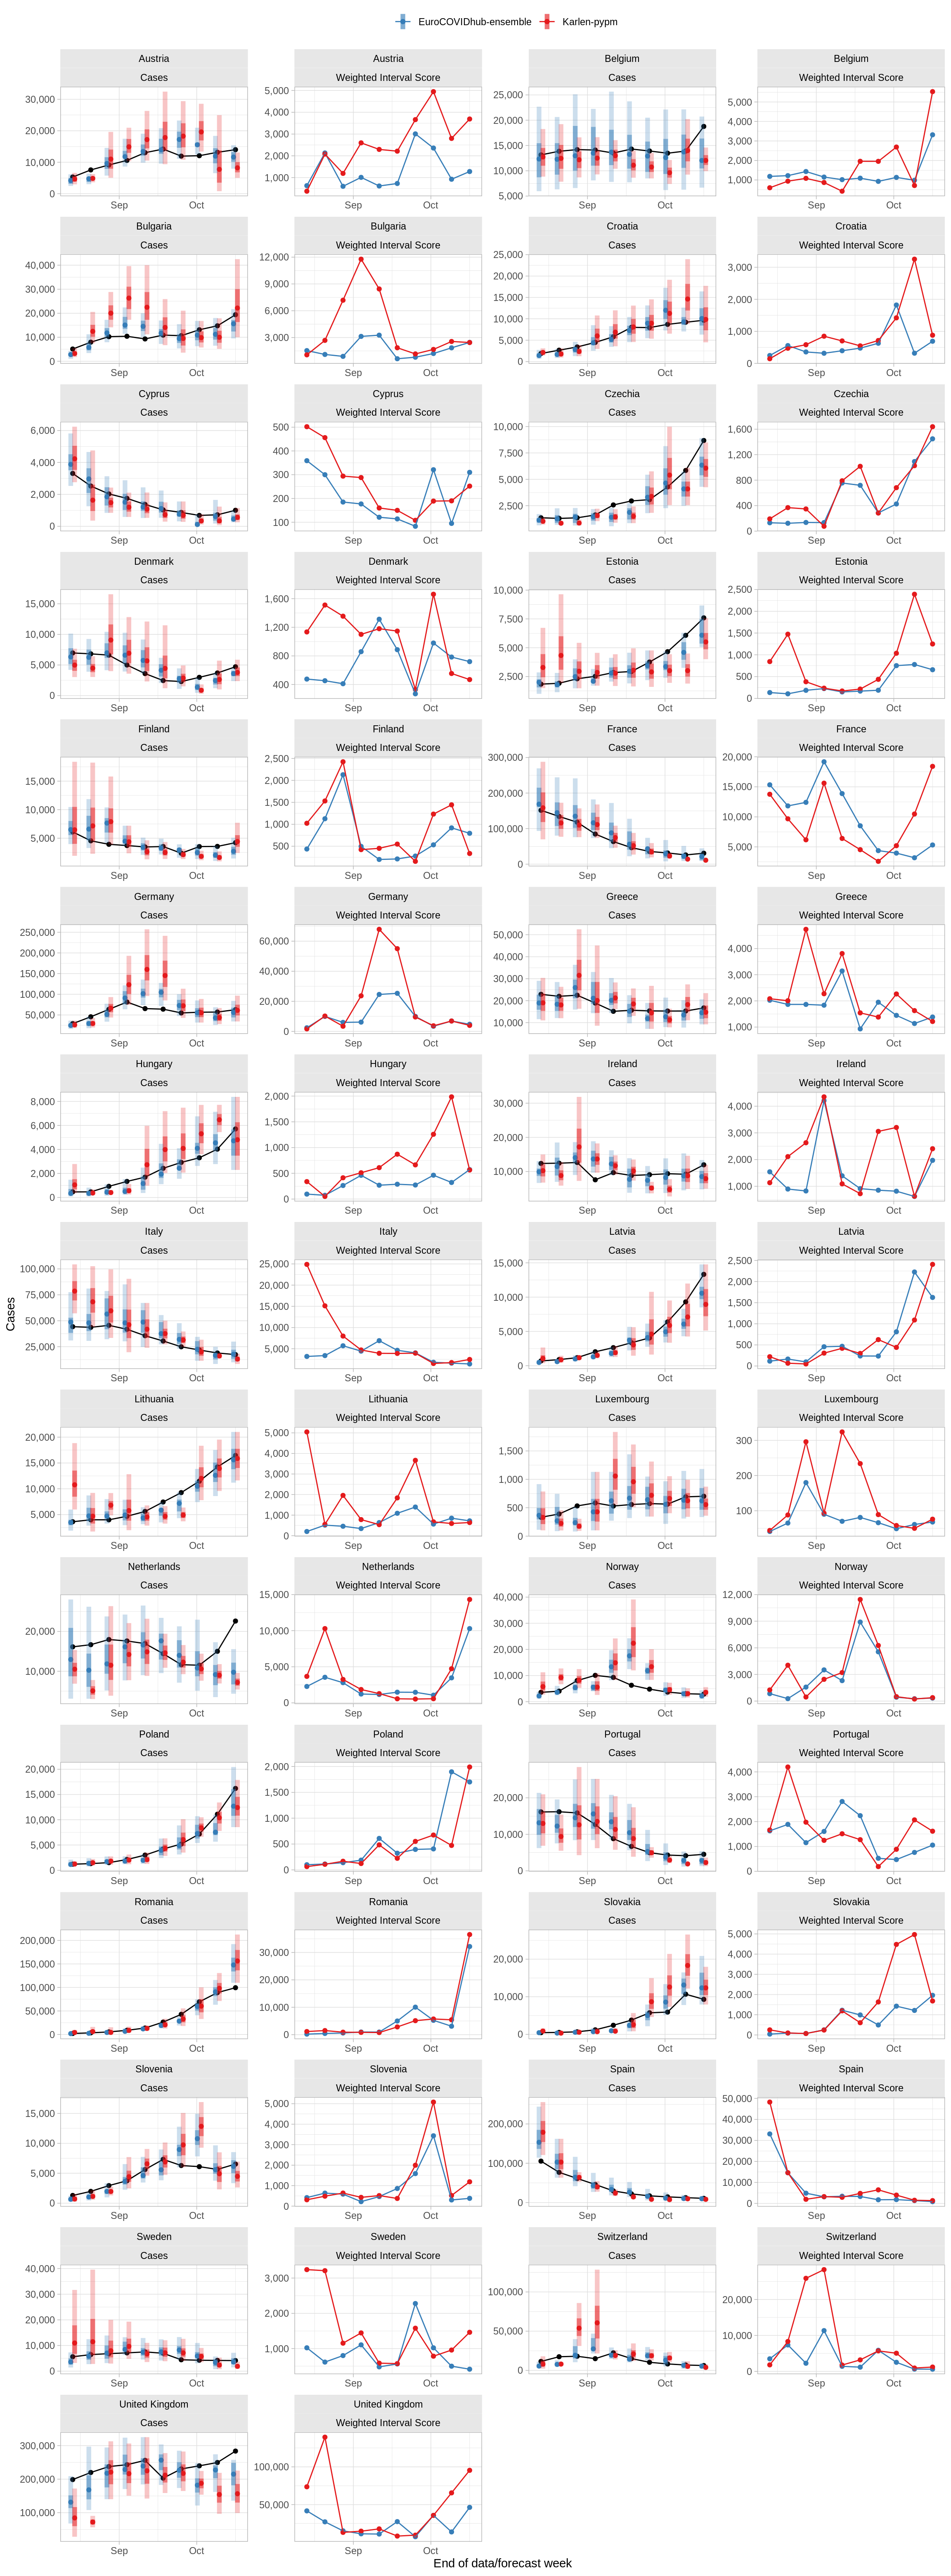 EuroCOVIDhub-ensemble Karlen-pypm
Austria Austria Belgium Belgium
Cases Weighted Interval Score Cases Weighted Interval Score
30,000 20,000 10,000 0
5,000 4,000 3,000 2,000 1,000
25,000 20,000 15,000 10,000 5,000
5,000 4,000 3,000 2,000 1,000
Sep Oct Sep Oct Sep Oct Sep Oct
Bulgaria Bulgaria Croatia Croatia
Cases Weighted Interval Score Cases Weighted Interval Score
40,000 30,000 20,000 10,000 0
12,000 9,000 6,000 3,000
25,000 20,000 15,000 10,000 5,000 0
3,000 2,000 1,000 0
Sep Oct Sep Oct Sep Oct Sep Oct
Cyprus Cyprus Czechia Czechia
Cases Weighted Interval Score Cases Weighted Interval Score
6,000 4,000 2,000 0
500 400 300 200 100
10,000 7,500 5,000 2,500
1,600 1,200 800 400 0
Sep Oct Sep Oct Sep Oct Sep Oct
Denmark Denmark Estonia Estonia
Cases Weighted Interval Score Cases Weighted Interval Score
15,000 10,000 5,000 0
1,600 1,200 800 400
10,000 7,500 5,000 2,500
2,500 2,000 1,500 1,000 500 0
Sep Oct Sep Oct Sep Oct Sep Oct
Finland Finland France France
Cases Weighted Interval Score Cases Weighted Interval Score
15,000 10,000 5,000
2,500 2,000 1,500 1,000 500
300,000 200,000 100,000 0
20,000 15,000 10,000 5,000
Sep Oct Sep Oct Sep Oct Sep Oct
Germany Germany Greece Greece
Cases Weighted Interval Score Cases Weighted Interval Score
250,000 200,000 150,000 100,000 50,000
60,000 40,000 20,000 0
50,000 40,000 30,000 20,000 10,000
4,000 3,000 2,000 1,000
Sep Oct Sep Oct Sep Oct Sep Oct
Hungary Hungary Ireland Ireland
Cases Weighted Interval Score Cases Weighted Interval Score
8,000 6,000 4,000 2,000 0
2,000 1,500 1,000 500 0
30,000 20,000 10,000
4,000 3,000 2,000 1,000
Sep Oct Sep Oct Sep Oct Sep Oct
Italy Italy Latvia Latvia
Cases Weighted Interval Score Cases Weighted Interval Score
100,000 75,000 50,000 25,000
25,000 20,000 15,000 10,000 5,000
15,000 10,000 5,000 0
2,500 2,000 1,500 1,000 500 0
Sep Oct Sep Oct Sep Oct Sep Oct
Cases
Lithuania Lithuania Luxembourg Luxembourg
Cases Weighted Interval Score Cases Weighted Interval Score
20,000 15,000 10,000 5,000
5,000 4,000 3,000 2,000 1,000 0
1,500 1,000 500 0
300 200 100
Sep Oct Sep Oct Sep Oct Sep Oct
Netherlands Netherlands Norway Norway
Cases Weighted Interval Score Cases Weighted Interval Score
20,000 10,000
15,000 10,000 5,000 0
40,000 30,000 20,000 10,000 0
12,000 9,000 6,000 3,000 0
Sep Oct Sep Oct Sep Oct Sep Oct
Poland Poland Portugal Portugal
Cases Weighted Interval Score Cases Weighted Interval Score
20,000 15,000 10,000 5,000 0
2,000 1,500 1,000 500 0
20,000 10,000 0
4,000 3,000 2,000 1,000 0
Sep Oct Sep Oct Sep Oct Sep Oct
Romania Romania Slovakia Slovakia
Cases Weighted Interval Score Cases Weighted Interval Score
200,000 150,000 100,000 50,000 0
30,000 20,000 10,000 0
20,000 10,000 0
5,000 4,000 3,000 2,000 1,000 0
Sep Oct Sep Oct Sep Oct Sep Oct
Slovenia Slovenia Spain Spain
Cases Weighted Interval Score Cases Weighted Interval Score
15,000 10,000 5,000 0
5,000 4,000 3,000 2,000 1,000 0
200,000 100,000 0
50,000 40,000 30,000 20,000 10,000 0
Sep Oct Sep Oct Sep Oct Sep Oct
Sweden Sweden Switzerland Switzerland
Cases Weighted Interval Score Cases Weighted Interval Score
40,000 30,000 20,000 10,000 0
3,000 2,000 1,000
100,000 50,000 0
20,000 10,000 0
Sep Oct Sep Oct Sep Oct Sep Oct
United Kingdom United Kingdom
Cases Weighted Interval Score
300,000 200,000 100,000
100,000 50,000
Sep Oct Sep Oct
End of data/forecast week